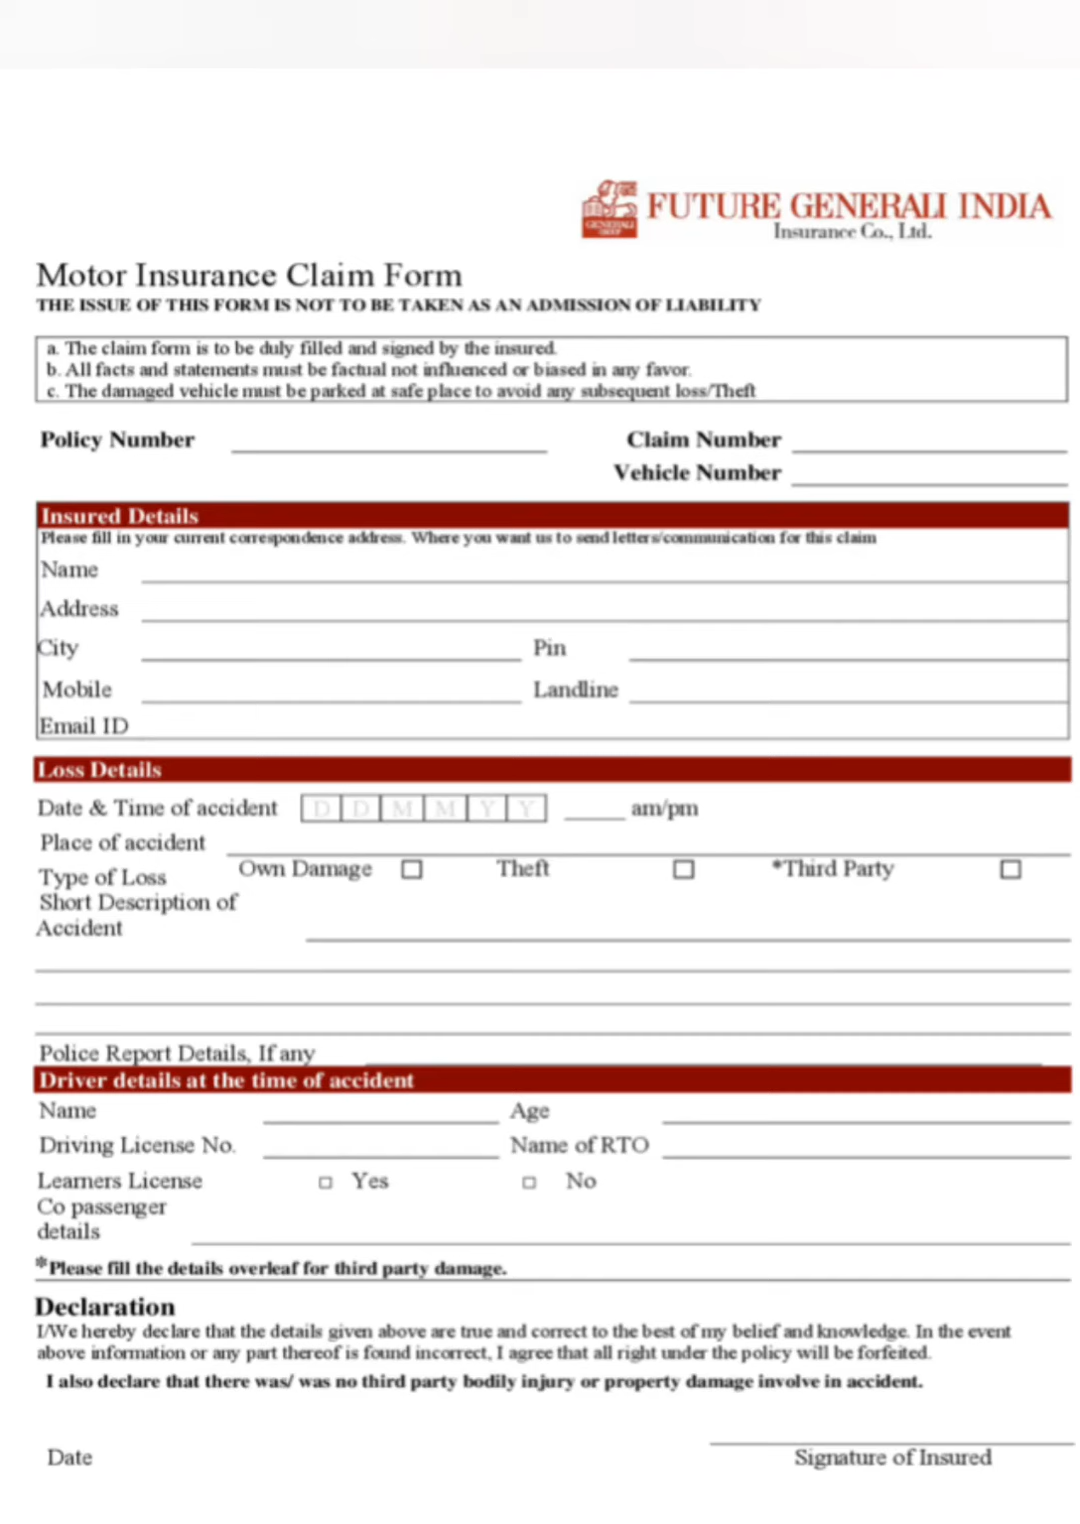 GENERALI
GROUP
FUTURE GENERALI INDIA
Insurance Co., Ltd.
Motor Insurance Claim Form
THE ISSUE OF THIS FORM IS NOT TO BE TAKEN AS AN ADMISSION OF LIABILITY
a. The claim form is to be duly filled and signed by the insured.
b. All facts and statements must be factual not influenced or biased in any favor.
c. The damaged vehicle must be parked at safe place to avoid any subsequent loss/Theft
Policy Number Claim Number
Vehicle Number
Insured Details
Please fill in your current correspondence address. Where you want us to send letters/communication for this claim
Name
Address
City Pin
Mobile Landline
Email ID
Loss Details
Date & Time of accident D D M M Y Y am/pm
Place of accident
Type of Loss Own Damage Theft *Third Party
Short Description of
Accident
Police Report Details, If any
Driver details at the time of accident
Name Age
Driving License No. Name of RTO
Learners License Yes No
Co passenger
details
*Please fill the details overleaf for third party damage.
Declaration
I/We hereby declare that the details given above are true and correct to the best of my belief and knowledge. In the event
above information or any part thereof is found incorrect, I agree that all right under the policy will be forfeited.
I also declare that there was/ was no third party bodily injury or property damage involve in accident.
Date Signature of Insured